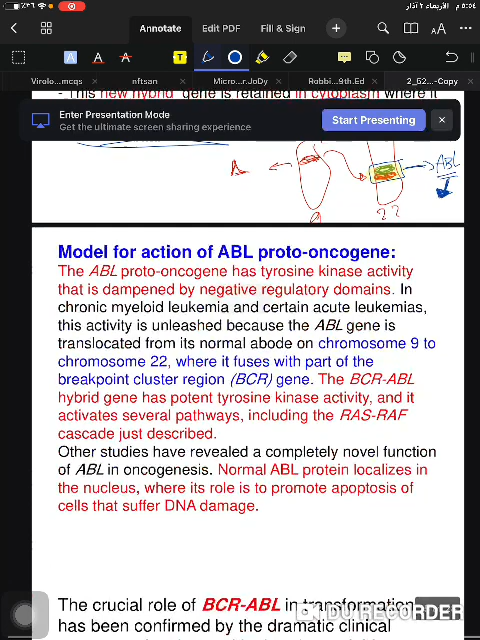 ٥:٥٤ م الأربعاء ٢ آذار
Annotate Edit PDF Fill & Sign
AA
A A A T
Virolo...mcqs nftsan Micro...r.JoDy Robbi...9th.Ed 2_52...-Copy
- This new hybrid gene is retained in cytoplasm where it
Enter Presentation Mode
Get the ultimate screen sharing experience
Start Presenting
ABL
9 22
Model for action of ABL proto-oncogene:
The ABL proto-oncogene has tyrosine kinase activity
that is dampened by negative regulatory domains. In
chronic myeloid leukemia and certain acute leukemias,
this activity is unleashed because the ABL gene is
translocated from its normal abode on chromosome 9 to
chromosome 22, where it fuses with part of the
breakpoint cluster region (BCR) gene. The BCR-ABL
hybrid gene has potent tyrosine kinase activity, and it
activates several pathways, including the RAS-RAF
cascade just described.
Other studies have revealed a completely novel function
of ABL in oncogenesis. Normal ABL protein localizes in
the nucleus, where its role is to promote apoptosis of
cells that suffer DNA damage.
The crucial role of BCR-ABL in transformation
has been confirmed by the dramatic clinical
DU RECORDER